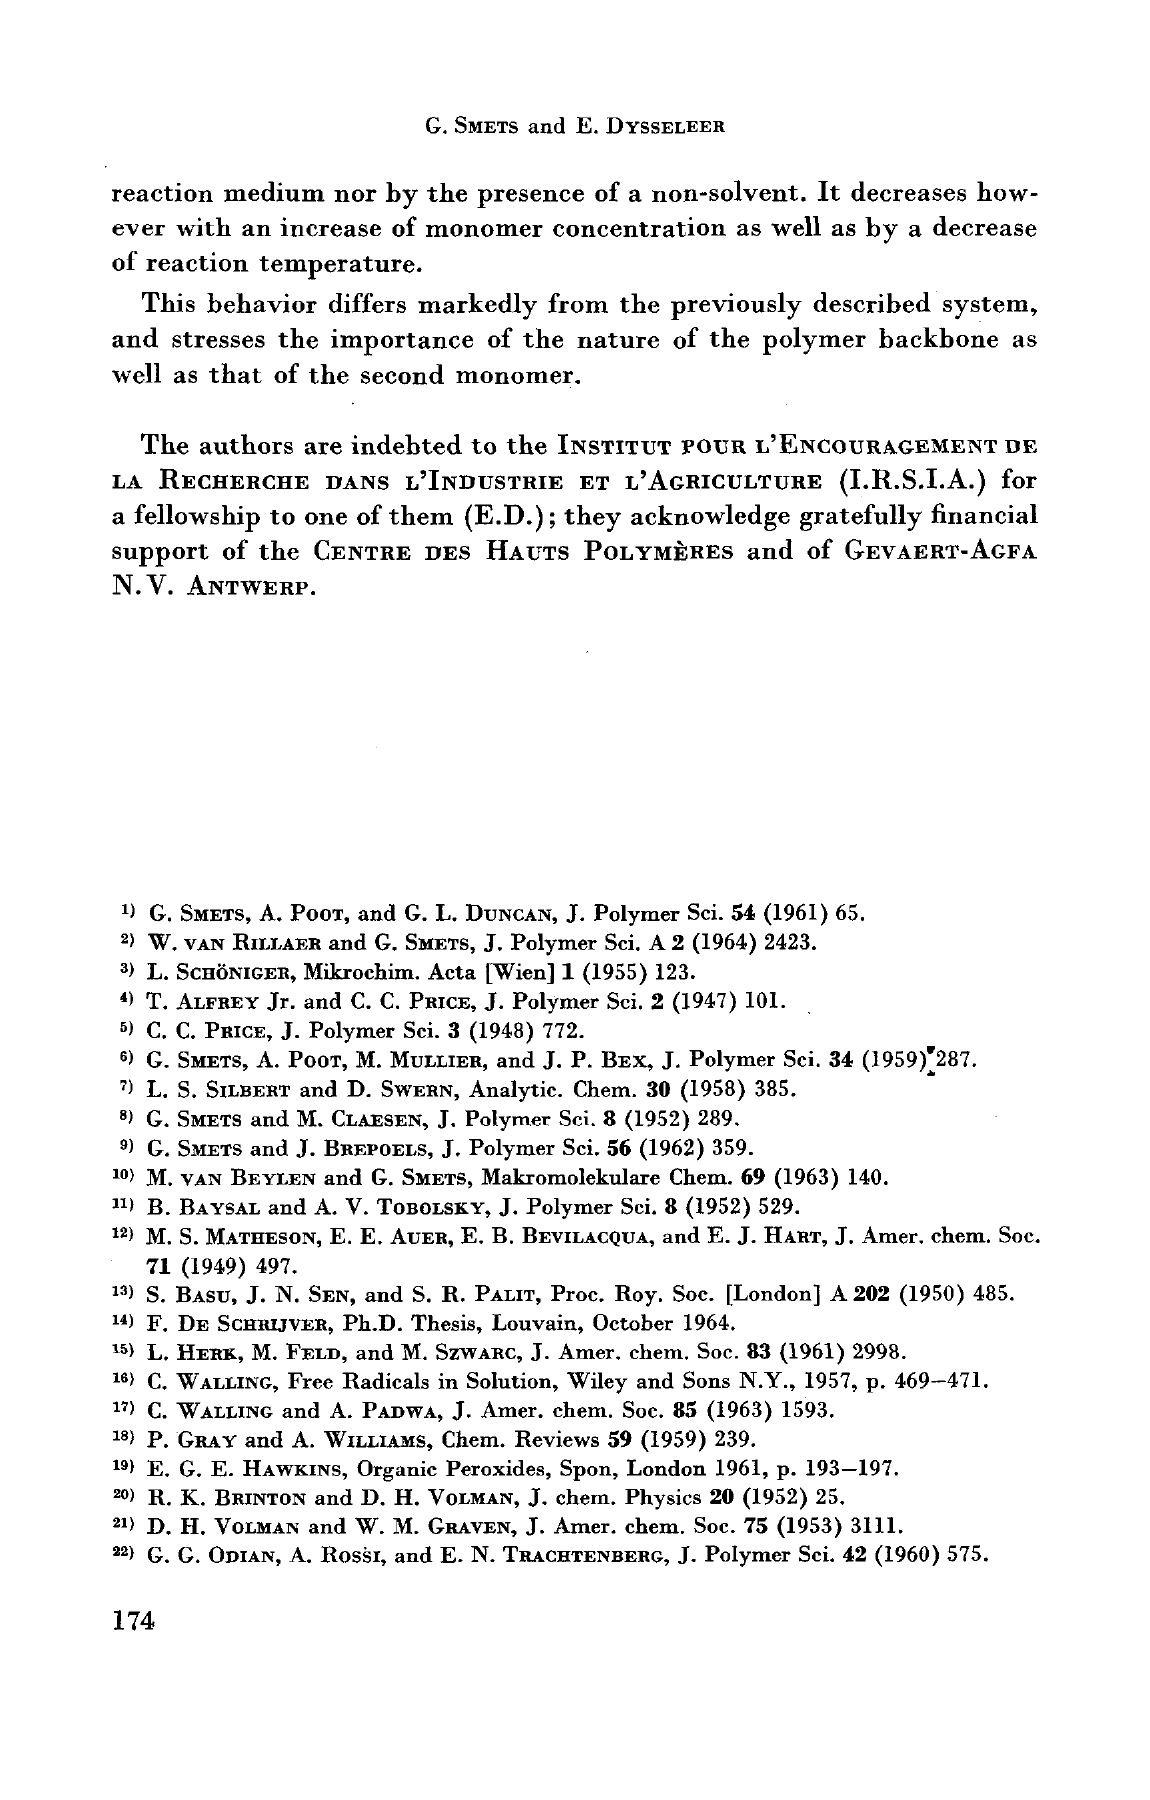 G. Smets and E. Dysseleer
reaction medium nor by the presence of a non-solvent. It decreases how-
ever with an increase of monomer concentration as well as by a decrease
of reaction temperature.
This behavior differs markedly from the previously described system,
and stresses the importance of the nature of the polymer backbone as
well as that of the second monomer.
The authors are indebted to the Institut pour l'Encouragement de
la Recherche dans l'Industrie et l'Agriculture (I.R.S.I.A.) for
a fellowship to one of them (E.D.); they acknowledge gratefully financial
support of the Centre des Hauts Polymères and of Gevaert-Agfa
N.V. Antwerp.
1) G. Smets, A. Poot, and G. L. Duncan, J. Polymer Sci. 54 (1961) 65.
2) W. van Rillaer and G. Smets, J. Polymer Sci. A 2 (1964) 2423.
3) L. Schöniger, Mikrochim. Acta [Wien] 1 (1955) 123.
4) T. Alfrey Jr. and C. C. Price, J. Polymer Sci. 2 (1947) 101.
5) C. C. Price, J. Polymer Sci. 3 (1948) 772.
6) G. Smets, A. Poot, M. Mullier, and J. P. Bex, J. Polymer Sci. 34 (1959) 287.
7) L. S. Silbert and D. Swern, Analytic. Chem. 30 (1958) 385.
8) G. Smets and M. Claesen, J. Polymer Sci. 8 (1952) 289.
9) G. Smets and J. Brepoels, J. Polymer Sci. 56 (1962) 359.
10) M. van Beylen and G. Smets, Makromolekulare Chem. 69 (1963) 140.
11) B. Baysal and A. V. Tobolsky, J. Polymer Sci. 8 (1952) 529.
12) M. S. Matheson, E. E. Auer, E. B. Bevilacqua, and E. J. Hart, J. Amer. chem. Soc.
71 (1949) 497.
13) S. Basu, J. N. Sen, and S. R. Palit, Proc. Roy. Soc. [London] A 202 (1950) 485.
14) F. De Schrijver, Ph.D. Thesis, Louvain, October 1964.
15) L. Herk, M. Feld, and M. Szwarc, J. Amer. chem. Soc. 83 (1961) 2998.
16) C. Walling, Free Radicals in Solution, Wiley and Sons N.Y., 1957, p. 469–471.
17) C. Walling and A. Padwa, J. Amer. chem. Soc. 85 (1963) 1593.
18) P. Gray and A. Williams, Chem. Reviews 59 (1959) 239.
19) E. G. E. Hawkins, Organic Peroxides, Spon, London 1961, p. 193–197.
20) R. K. Brinton and D. H. Volman, J. chem. Physics 20 (1952) 25.
21) D. H. Volman and W. M. Graven, J. Amer. chem. Soc. 75 (1953) 3111.
22) G. G. Odian, A. Rossi, and E. N. Trachtenberg, J. Polymer Sci. 42 (1960) 575.
174